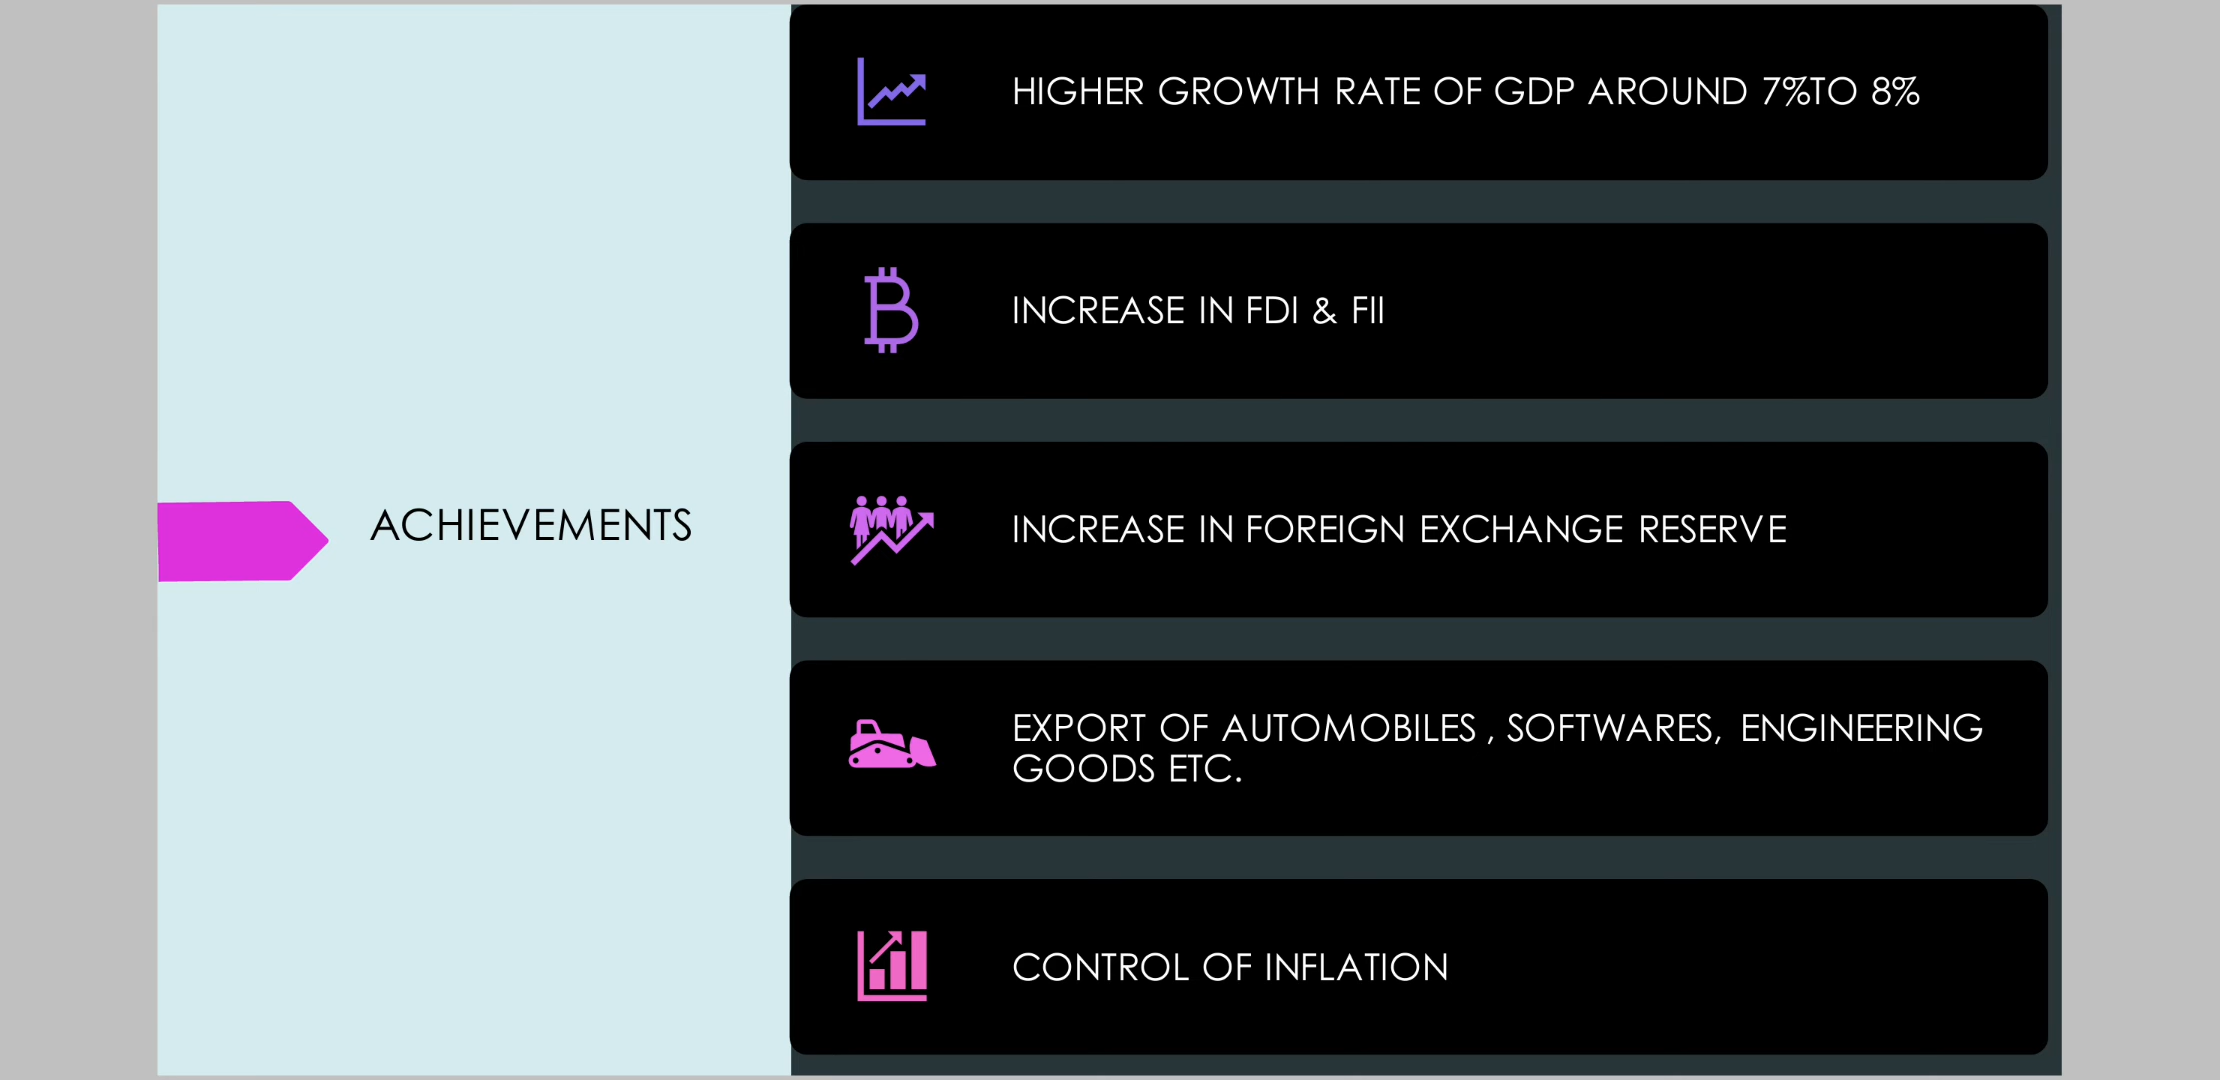 ACHIEVEMENTS
HIGHER GROWTH RATE OF GDP AROUND 7%TO 8%
INCREASE IN FDI & FII
INCREASE IN FOREIGN EXCHANGE RESERVE
EXPORT OF AUTOMOBILES , SOFTWARES, ENGINEERING
GOODS ETC.
CONTROL OF INFLATION